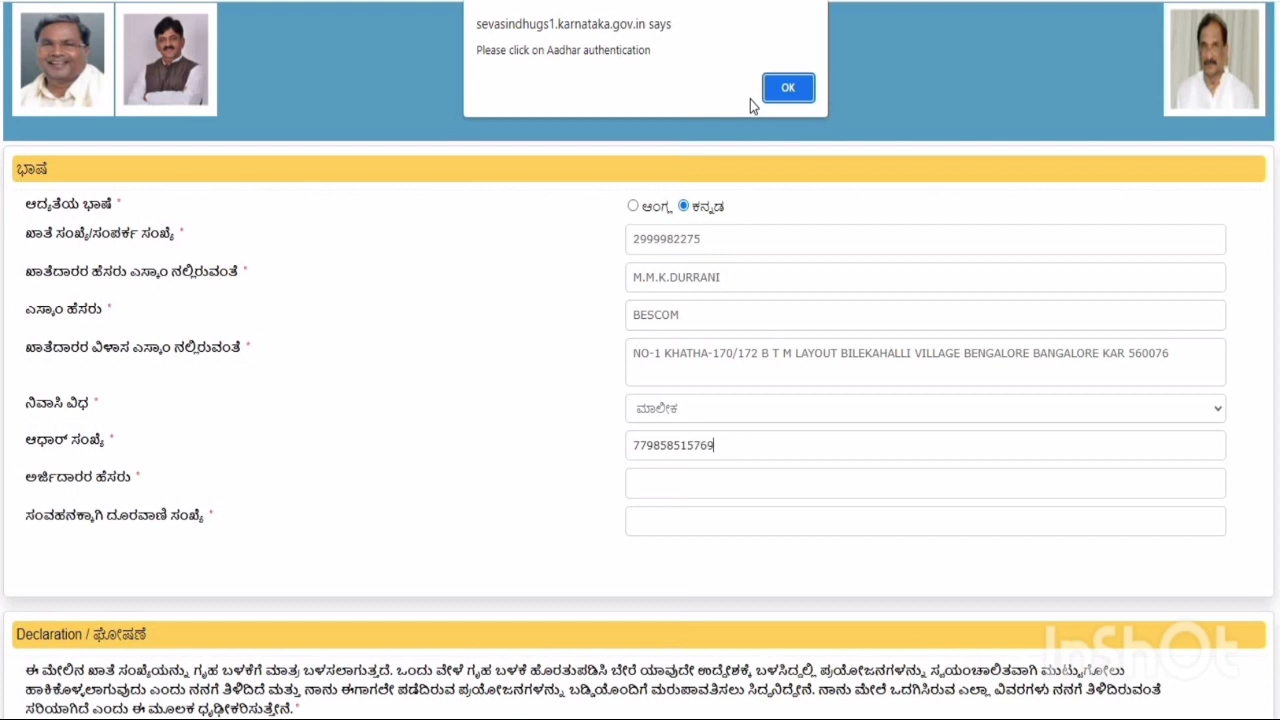 sevasindhugs1.karnataka.gov.in says
Please click on Aadhar authentication
OK
ಭಾಷೆ
ಆದ್ಯತೆಯ ಭಾಷೆ * ಆಂಗ್ಲ ಕನ್ನಡ
ಖಾತೆ ಸಂಖ್ಯೆ/ಸಂಪರ್ಕ ಸಂಖ್ಯೆ * 2999982275
ಖಾತೆದಾರರ ಹೆಸರು ಎಸ್ಕಾಂ ನಲ್ಲಿರುವಂತೆ * M.M.K.DURRANI
ಎಸ್ಕಾಂ ಹೆಸರು * BESCOM
ಖಾತೆದಾರರ ವಿಳಾಸ ಎಸ್ಕಾಂ ನಲ್ಲಿರುವಂತೆ * NO-1 KHATHA-170/172 B T M LAYOUT BILEKAHALLI VILLAGE BENGALORE BANGALORE KAR 560076
ನಿವಾಸಿ ವಿಧ * ಮಾಲೀಕ
ಆಧಾರ್ ಸಂಖ್ಯೆ * 779858515769
ಅರ್ಜಿದಾರರ ಹೆಸರು *
ಸಂವಹನಕ್ಕಾಗಿ ದೂರವಾಣಿ ಸಂಖ್ಯೆ *
Declaration / ಘೋಷಣೆ
ಈ ಮೇಲಿನ ಖಾತೆ ಸಂಖ್ಯೆಯನ್ನು ಗೃಹ ಬಳಕೆಗೆ ಮಾತ್ರ ಬಳಸಲಾಗುತ್ತದೆ. ಒಂದು ವೇಳೆ ಗೃಹ ಬಳಕೆ ಹೊರತುಪಡಿಸಿ ಬೇರೆ ಯಾವುದೇ ಉದ್ದೇಶಕ್ಕೆ ಬಳಸಿದ್ದಲ್ಲಿ ಪ್ರಯೋಜನಗಳನ್ನು ಸ್ವಯಂಚಾಲಿತವಾಗಿ ಮುಟ್ಟುಗೋಲು
ಹಾಕಿಕೊಳ್ಳಲಾಗುವುದು ಎಂದು ನನಗೆ ತಿಳಿದಿದೆ ಮತ್ತು ನಾನು ಈಗಾಗಲೇ ಪಡೆದಿರುವ ಪ್ರಯೋಜನಗಳನ್ನು ಬಡ್ಡಿಯೊಂದಿಗೆ ಮರುಪಾವತಿಸಲು ಸಿದ್ಧನಿದ್ದೇನೆ. ನಾನು ಮೇಲೆ ಒದಗಿಸಿರುವ ಎಲ್ಲಾ ವಿವರಗಳು ನನಗೆ ತಿಳಿದಿರುವಂತೆ
ಸರಿಯಾಗಿದೆ ಎಂದು ಈ ಮೂಲಕ ಧೃಢೀಕರಿಸುತ್ತೇನೆ. *
InShOt